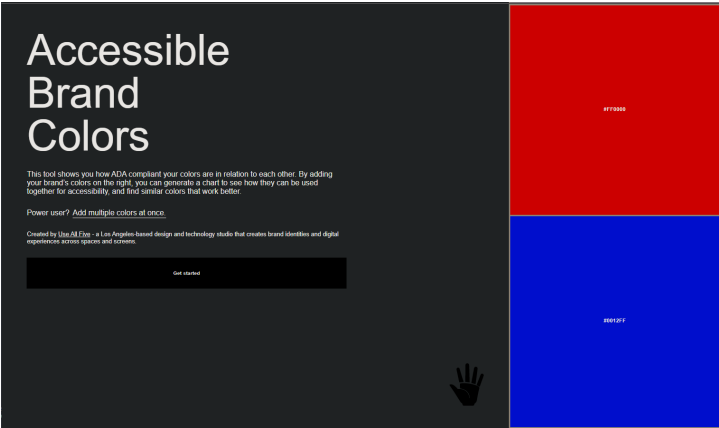 Accessible
Brand
Colors
This tool shows you how ADA compliant your colors are in relation to each other. By adding
your brand's colors on the right, you can generate a chart to see how they can be used
together for accessibility, and find similar colors that work better.
Power user? Add multiple colors at once.
Created by Use All Five - a Los Angeles-based design and technology studio that creates brand identities and digital
experiences across spaces and screens.
Get started
#FF0000
#0012FF